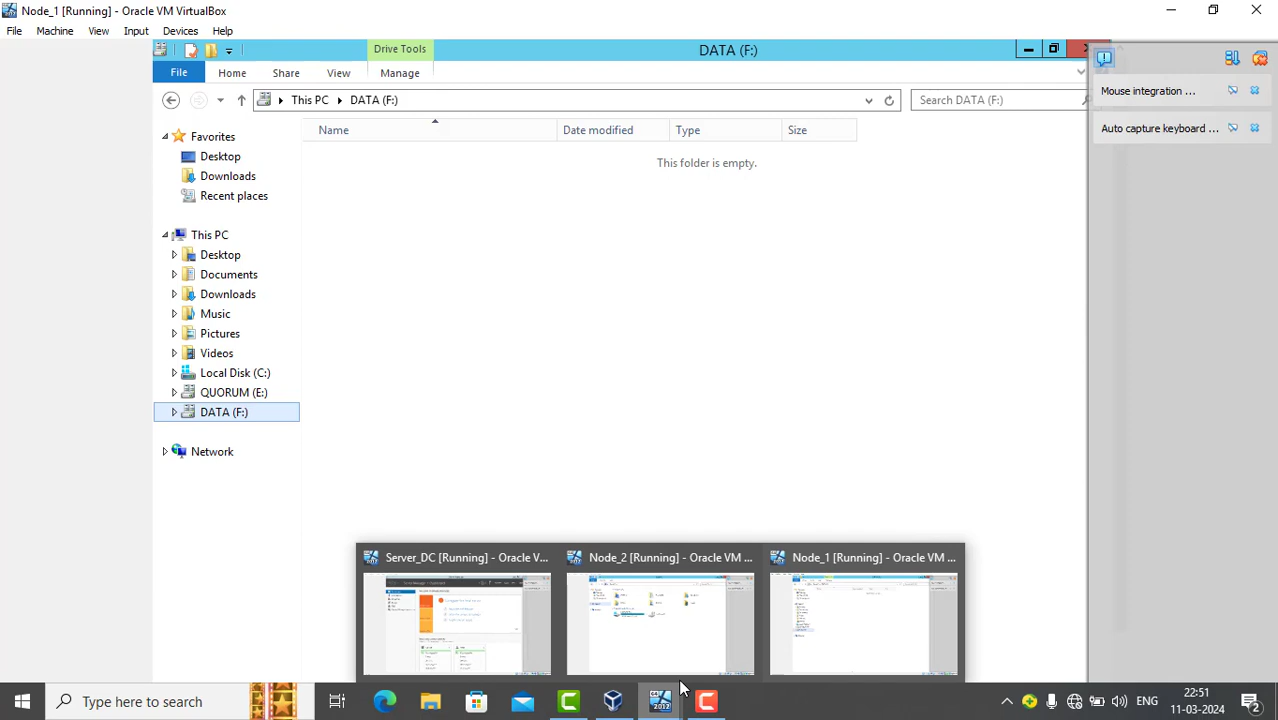 Node_1 [Running] - Oracle VM VirtualBox
File Machine View Input Devices Help
Drive Tools
DATA (F:)
File Home Share View Manage
This PC DATA (F:)
Search DATA (F:)
Mouse integration ...
Auto capture keyboard ...
Name Date modified Type Size
This folder is empty.
Favorites
Desktop
Downloads
Recent places
This PC
Desktop
Documents
Downloads
Music
Pictures
Videos
Local Disk (C:)
QUORUM (E:)
DATA (F:)
Network
Server_DC [Running] - Oracle V...
Node_2 [Running] - Oracle VM ...
Node_1 [Running] - Oracle VM ...
Type here to search
2012
ENG
22:51
11-03-2024
2